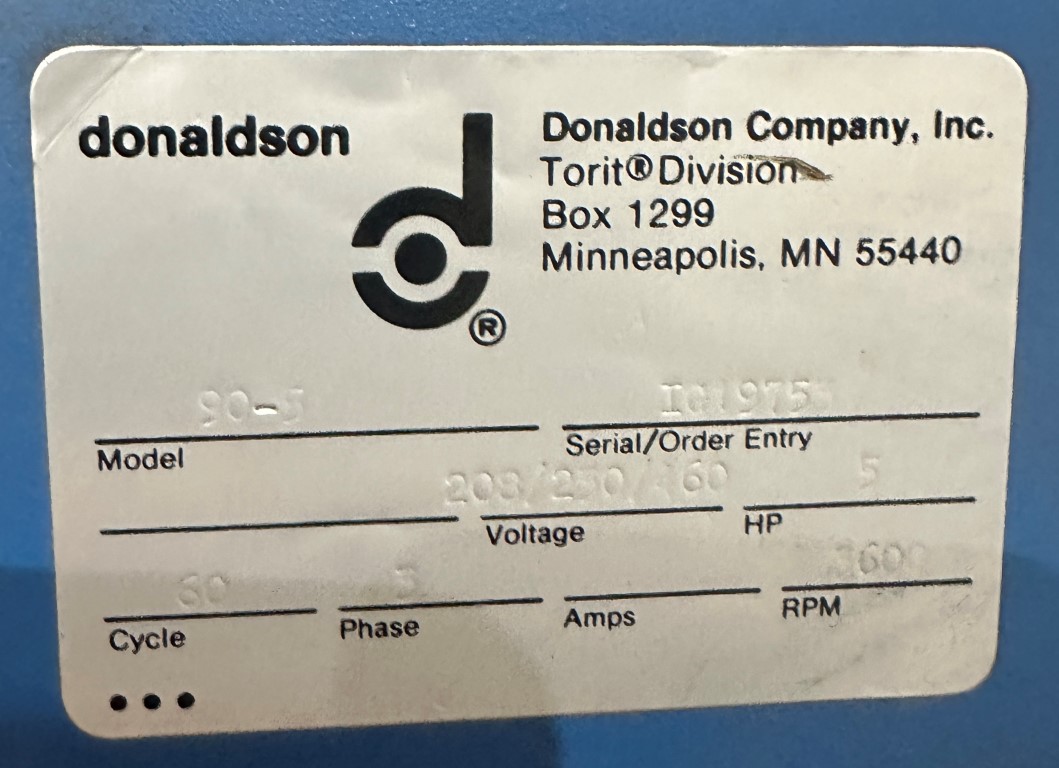 donaldson
Donaldson Company, Inc.
Torit® Division
Box 1299
Minneapolis, MN 55440
®
90-5
Model
Serial/Order Entry
208/230/460
Voltage
5
HP
60
Cycle
3
Phase
Amps
3600
RPM